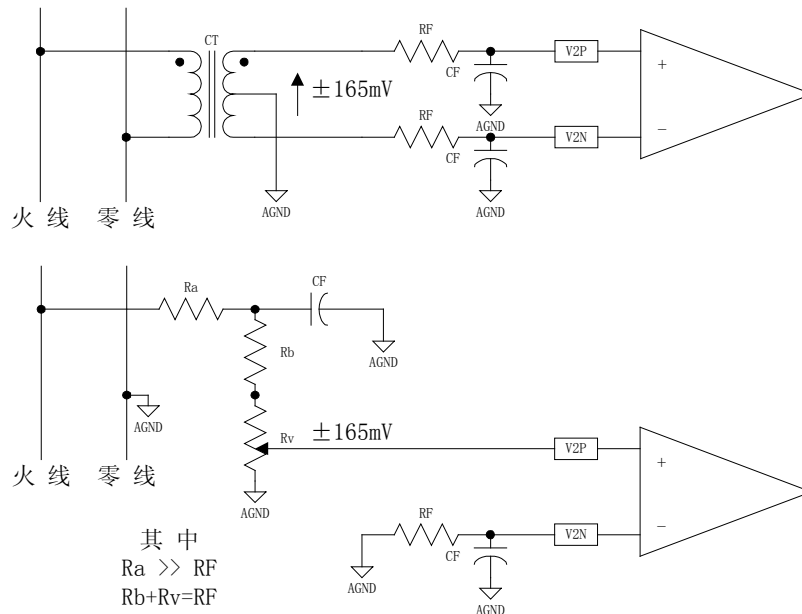 CT
RF
V2P
+
±165mV
AGND
RF
CF
V2N
−
CF
AGND
AGND
火 线 零 线
CF
Ra
AGND
Rb
AGND
±165mV
Rv
V2P
+
火 线 零 线
AGND
RF
CF
V2N
−
其 中
Ra >> RF
AGND
Rb+Rv=RF
AGND